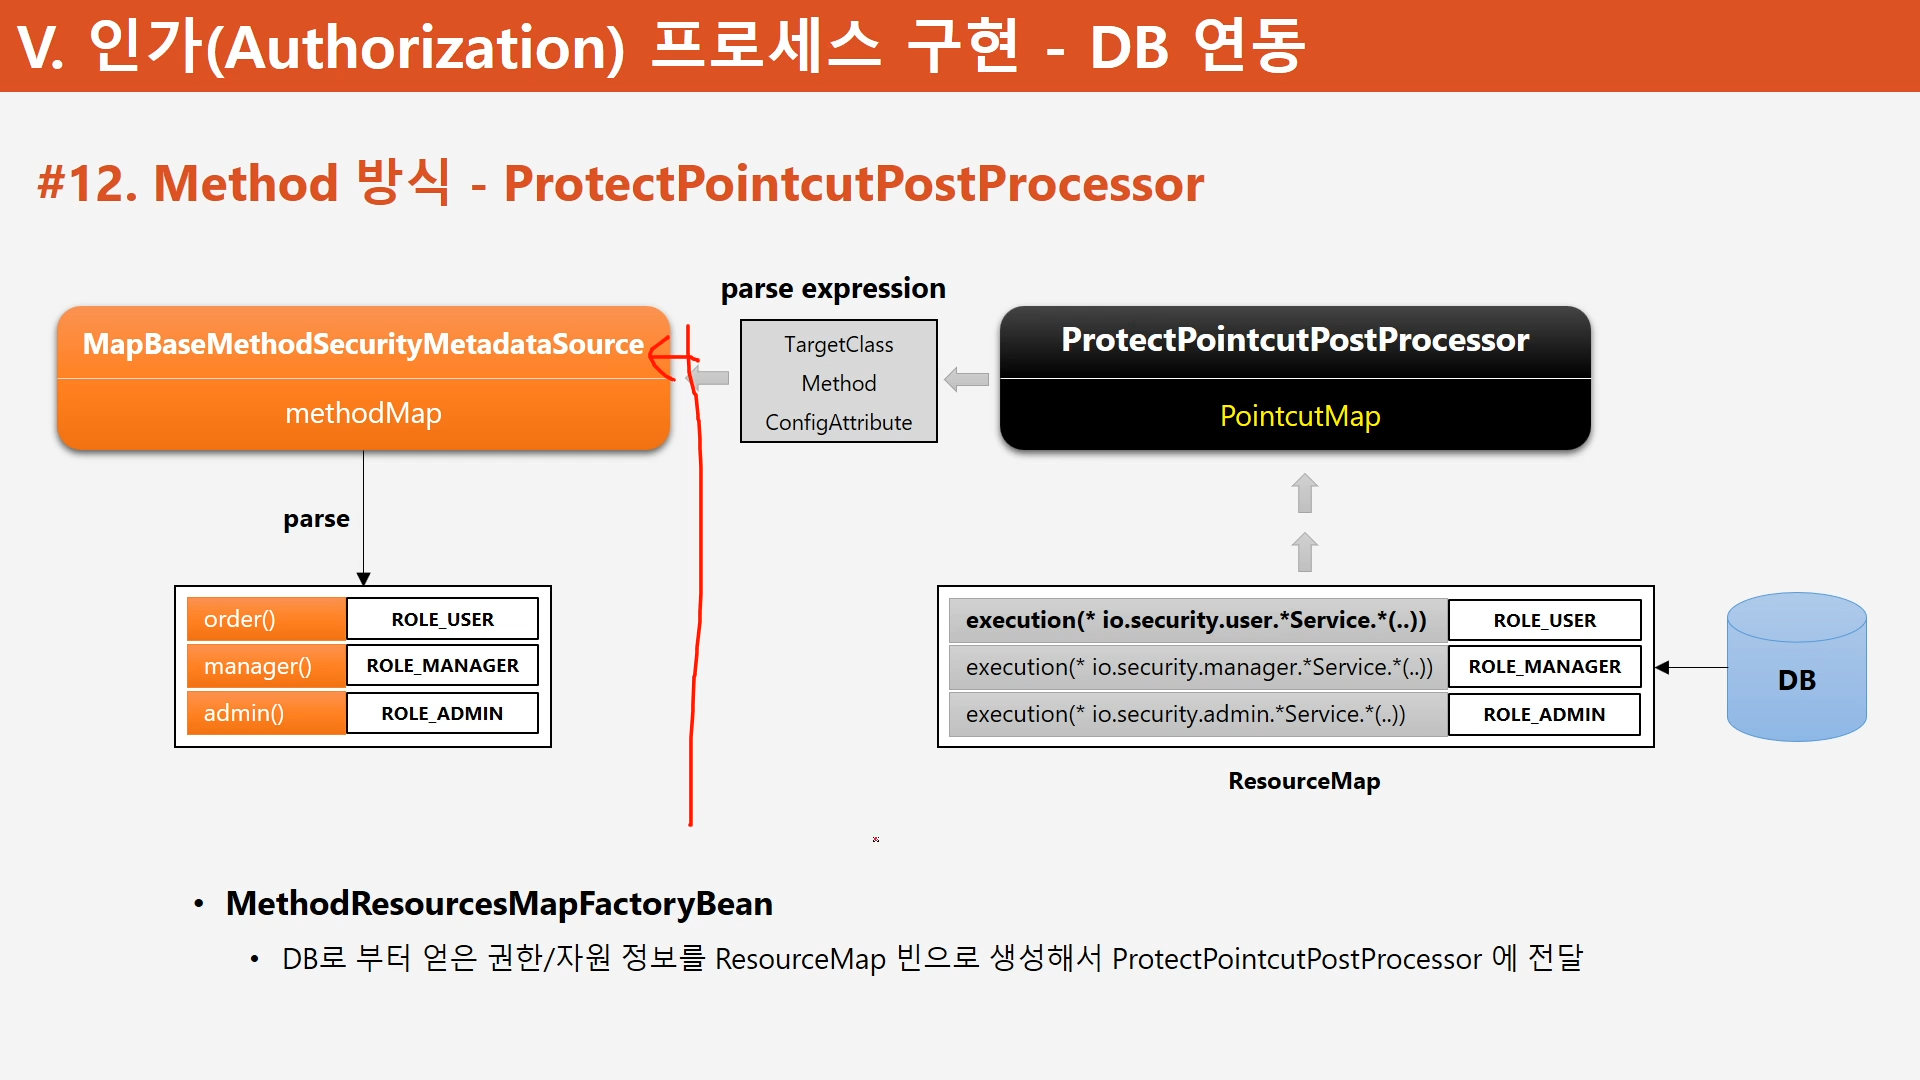 V. 인가(Authorization) 프로세스 구현 - DB 연동
#12. Method 방식 - ProtectPointcutPostProcessor
parse expression
MapBaseMethodSecurityMetadataSource
methodMap
TargetClass
Method
ConfigAttribute
ProtectPointcutPostProcessor
PointcutMap
parse
order() ROLE_USER
manager() ROLE_MANAGER
admin() ROLE_ADMIN
execution(* io.security.user.*Service.*(..)) ROLE_USER
execution(* io.security.manager.*Service.*(..)) ROLE_MANAGER
execution(* io.security.admin.*Service.*(..)) ROLE_ADMIN
DB
ResourceMap
• MethodResourcesMapFactoryBean
• DB로 부터 얻은 권한/자원 정보를 ResourceMap 빈으로 생성해서 ProtectPointcutPostProcessor 에 전달